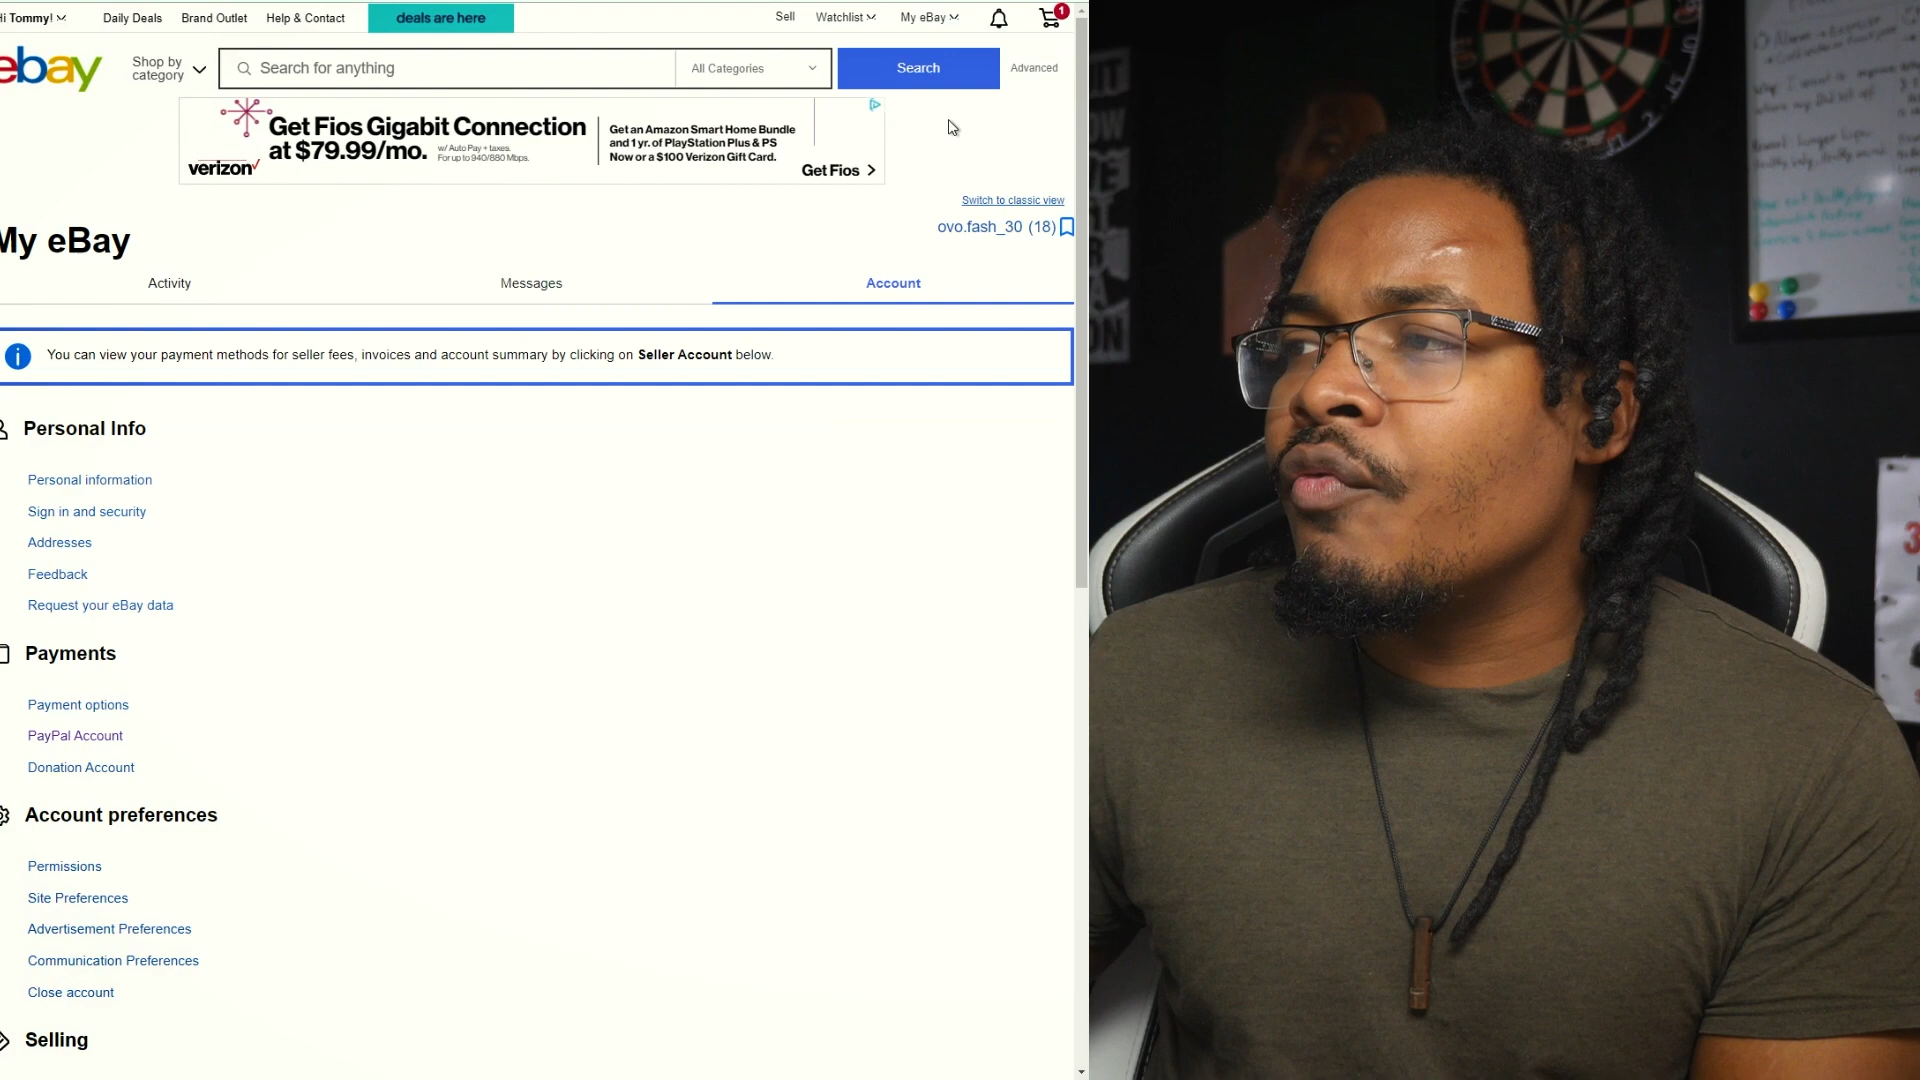 Hi Tommy!
Daily Deals
Brand Outlet
Help & Contact
deals are here
Sell
Watchlist
My eBay
1
ebay
Shop by
category
Search for anything
All Categories
Search
Advanced
Get Fios Gigabit Connection
at $79.99/mo.
w/ Auto Pay + taxes.
For up to 940/880 Mbps.
verizon
Get an Amazon Smart Home Bundle
and 1 yr. of PlayStation Plus & PS
Now or a $100 Verizon Gift Card.
Get Fios
Switch to classic view
My eBay
ovo.fash_30 (18)
Activity
Messages
Account
You can view your payment methods for seller fees, invoices and account summary by clicking on Seller Account below.
Personal Info
Personal information
Sign in and security
Addresses
Feedback
Request your eBay data
Payments
Payment options
PayPal Account
Donation Account
Account preferences
Permissions
Site Preferences
Advertisement Preferences
Communication Preferences
Close account
Selling